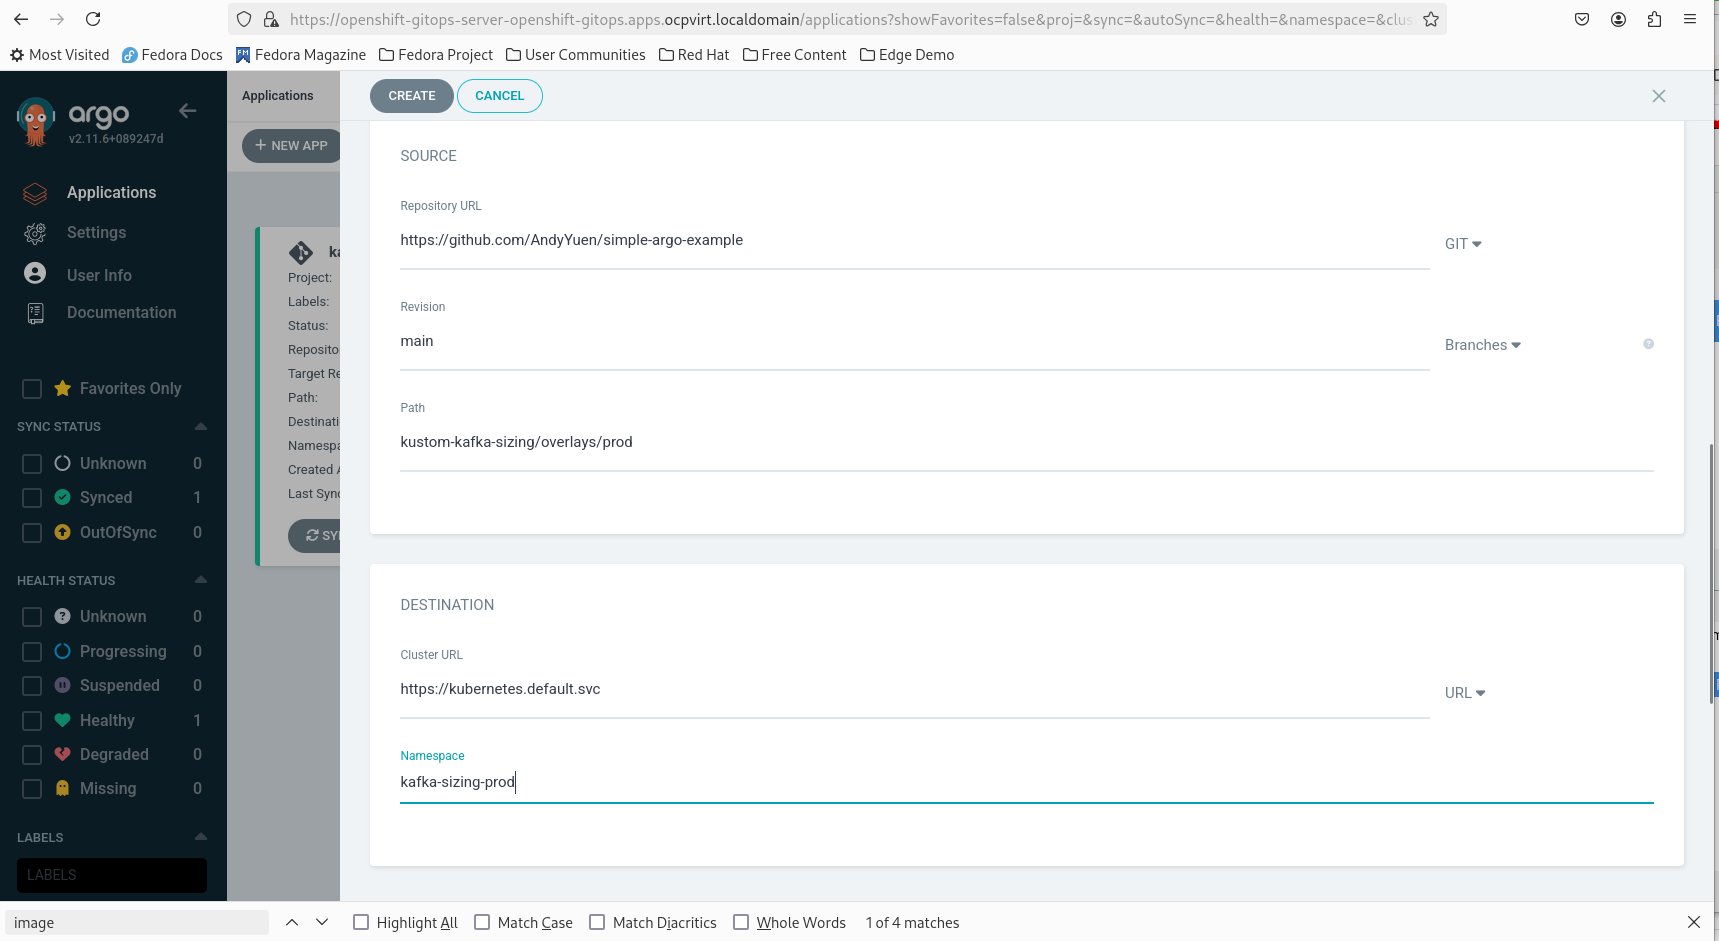 https://openshift-gitops-server-openshift-gitops.apps.ocpvirt.localdomain/applications?showFavorites=false&proj=&sync=&autoSync=&health=&namespace=&clus
Most Visited
Fedora Docs
Fedora Magazine
Fedora Project
User Communities
Red Hat
Free Content
Edge Demo
argo
v2.11.6+089247d
Applications
Settings
User Info
Documentation
Favorites Only
SYNC STATUS
Unknown 0
Synced 1
OutOfSync 0
HEALTH STATUS
Unknown 0
Progressing 0
Suspended 0
Healthy 1
Degraded 0
Missing 0
LABELS
LABELS
Applications
+ NEW APP
ka
Project:
Labels:
Status:
Reposito
Target Re
Path:
Destinati
Namespa
Created A
Last Sync
SYN
CREATE
CANCEL
SOURCE
Repository URL
https://github.com/AndyYuen/simple-argo-example
GIT
Revision
main
Branches
?
Path
kustom-kafka-sizing/overlays/prod
DESTINATION
Cluster URL
https://kubernetes.default.svc
URL
Namespace
kafka-sizing-prod
image
Highlight All
Match Case
Match Diacritics
Whole Words
1 of 4 matches